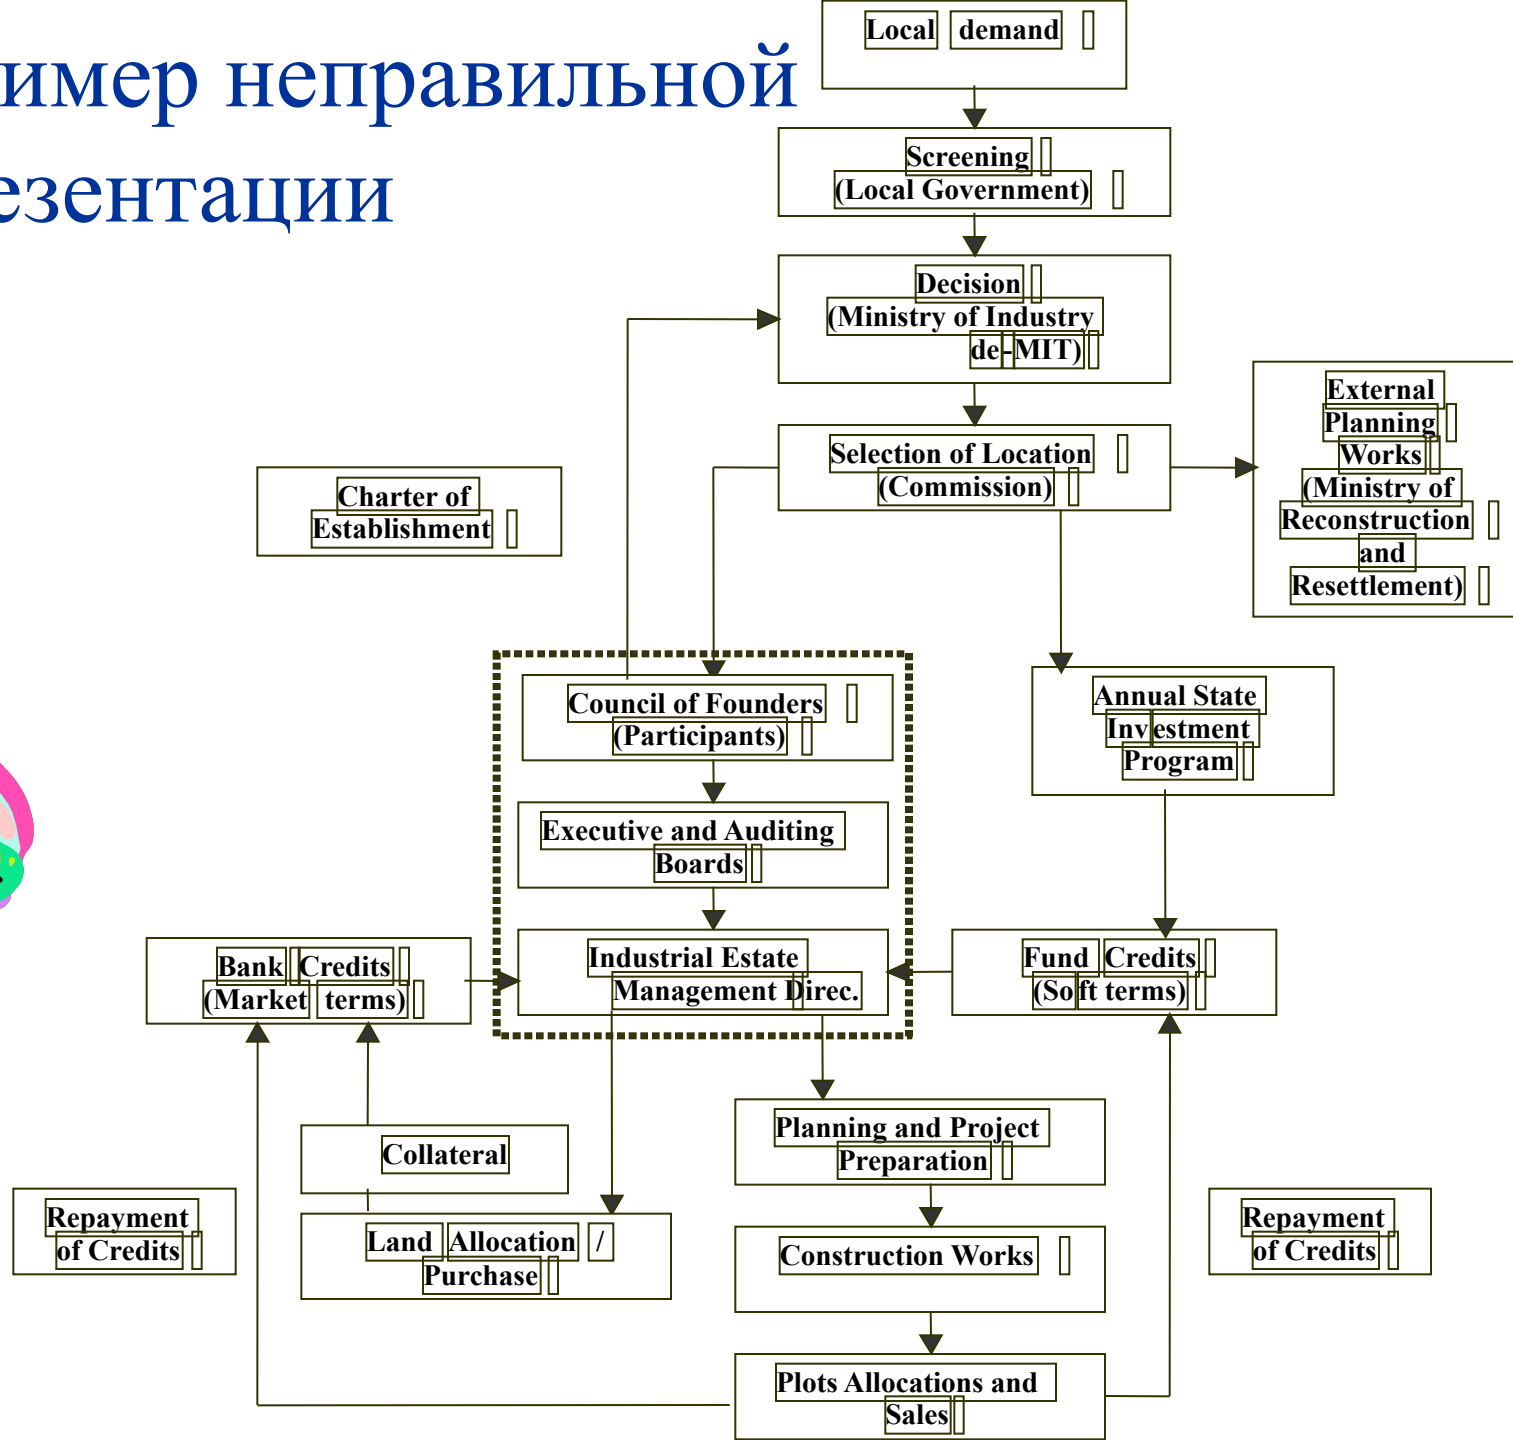 имер неправильной
езентации
Local demand
Screening
(Local Government)
Decision
(Ministry of Industry
de-MIT)
Selection of Location
(Commission)
External
Planning
Works
(Ministry of
Reconstruction
and
Resettlement)
Charter of
Establishment
Council of Founders
(Participants)
Annual State
Investment
Program
Executive and Auditing
Boards
Bank Credits
(Market terms)
Industrial Estate
Management Direc.
Fund Credits
(Soft terms)
Collateral
Planning and Project
Preparation
Repayment
of Credits
Land Allocation /
Purchase
Construction Works
Repayment
of Credits
Plots Allocations and
Sales